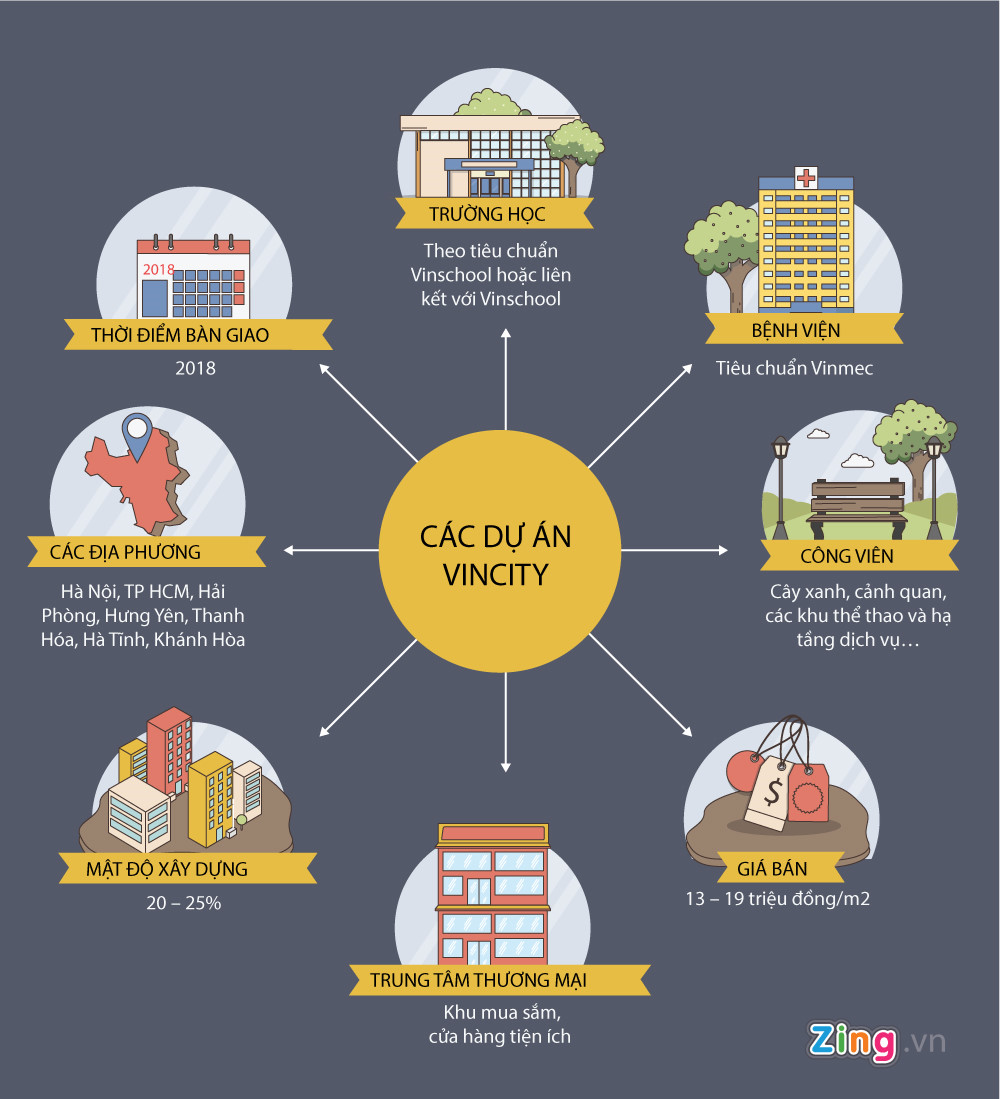 TRƯỜNG HỌC
Theo tiêu chuẩn
Vinschool hoặc liên
kết với Vinschool
2018
THỜI ĐIỂM BÀN GIAO
2018
BỆNH VIỆN
Tiêu chuẩn Vinmec
CÁC DỰ ÁN
VINCITY
CÁC ĐỊA PHƯƠNG
Hà Nội, TP HCM, Hải
Phòng, Hưng Yên, Thanh
Hóa, Hà Tĩnh, Khánh Hòa
CÔNG VIÊN
Cây xanh, cảnh quan,
các khu thể thao và hạ
tầng dịch vụ…
MẬT ĐỘ XÂY DỰNG
20 – 25%
$
GIÁ BÁN
13 – 19 triệu đồng/m2
TRUNG TÂM THƯƠNG MẠI
Khu mua sắm,
cửa hàng tiện ích
Zing.vn